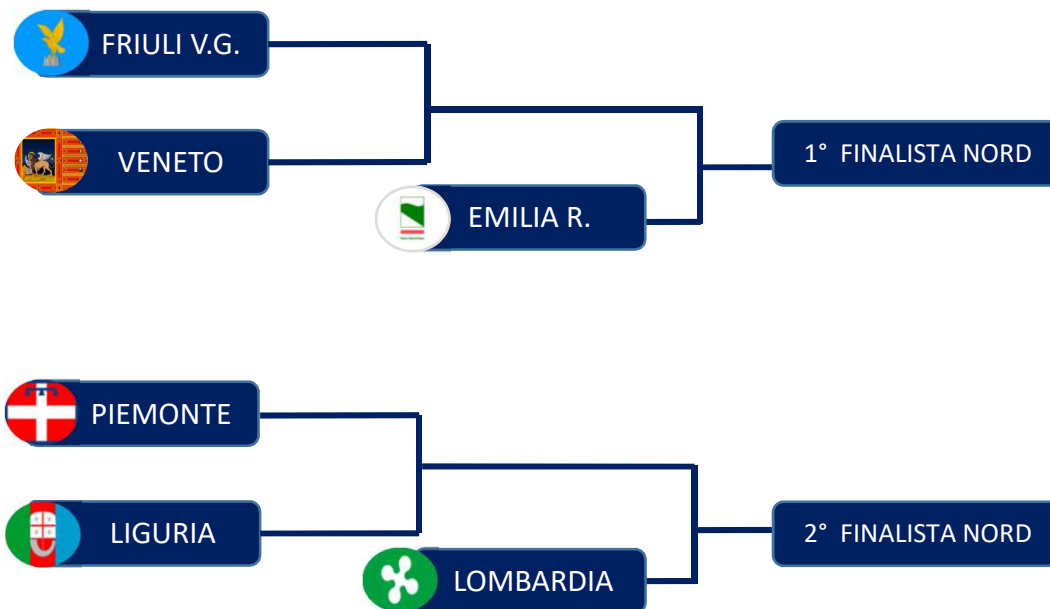 FRIULI V.G.
VENETO
EMILIA R.
1° FINALISTA NORD
PIEMONTE
LIGURIA
LOMBARDIA
2° FINALISTA NORD